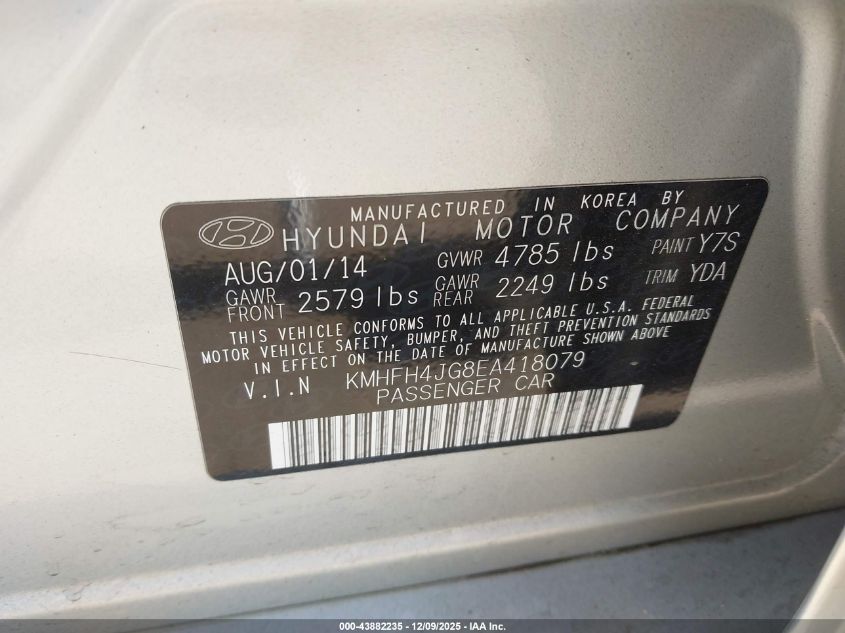 MANUFACTURED IN KOREA BY
HYUNDAI MOTOR COMPANY
AUG/01/14 GVWR 4785 lbs PAINT Y7S
GAWR FRONT 2579 lbs GAWR REAR 2249 lbs TRIM YDA
THIS VEHICLE CONFORMS TO ALL APPLICABLE U.S.A. FEDERAL
MOTOR VEHICLE SAFETY, BUMPER, AND THEFT PREVENTION STANDARDS
IN EFFECT ON THE DATE OF MANUFACTURE SHOWN ABOVE
V.I.N KMHFH4JG8EA418079
PASSENGER CAR
000-43882235 - 12/09/2025 - IAA Inc.